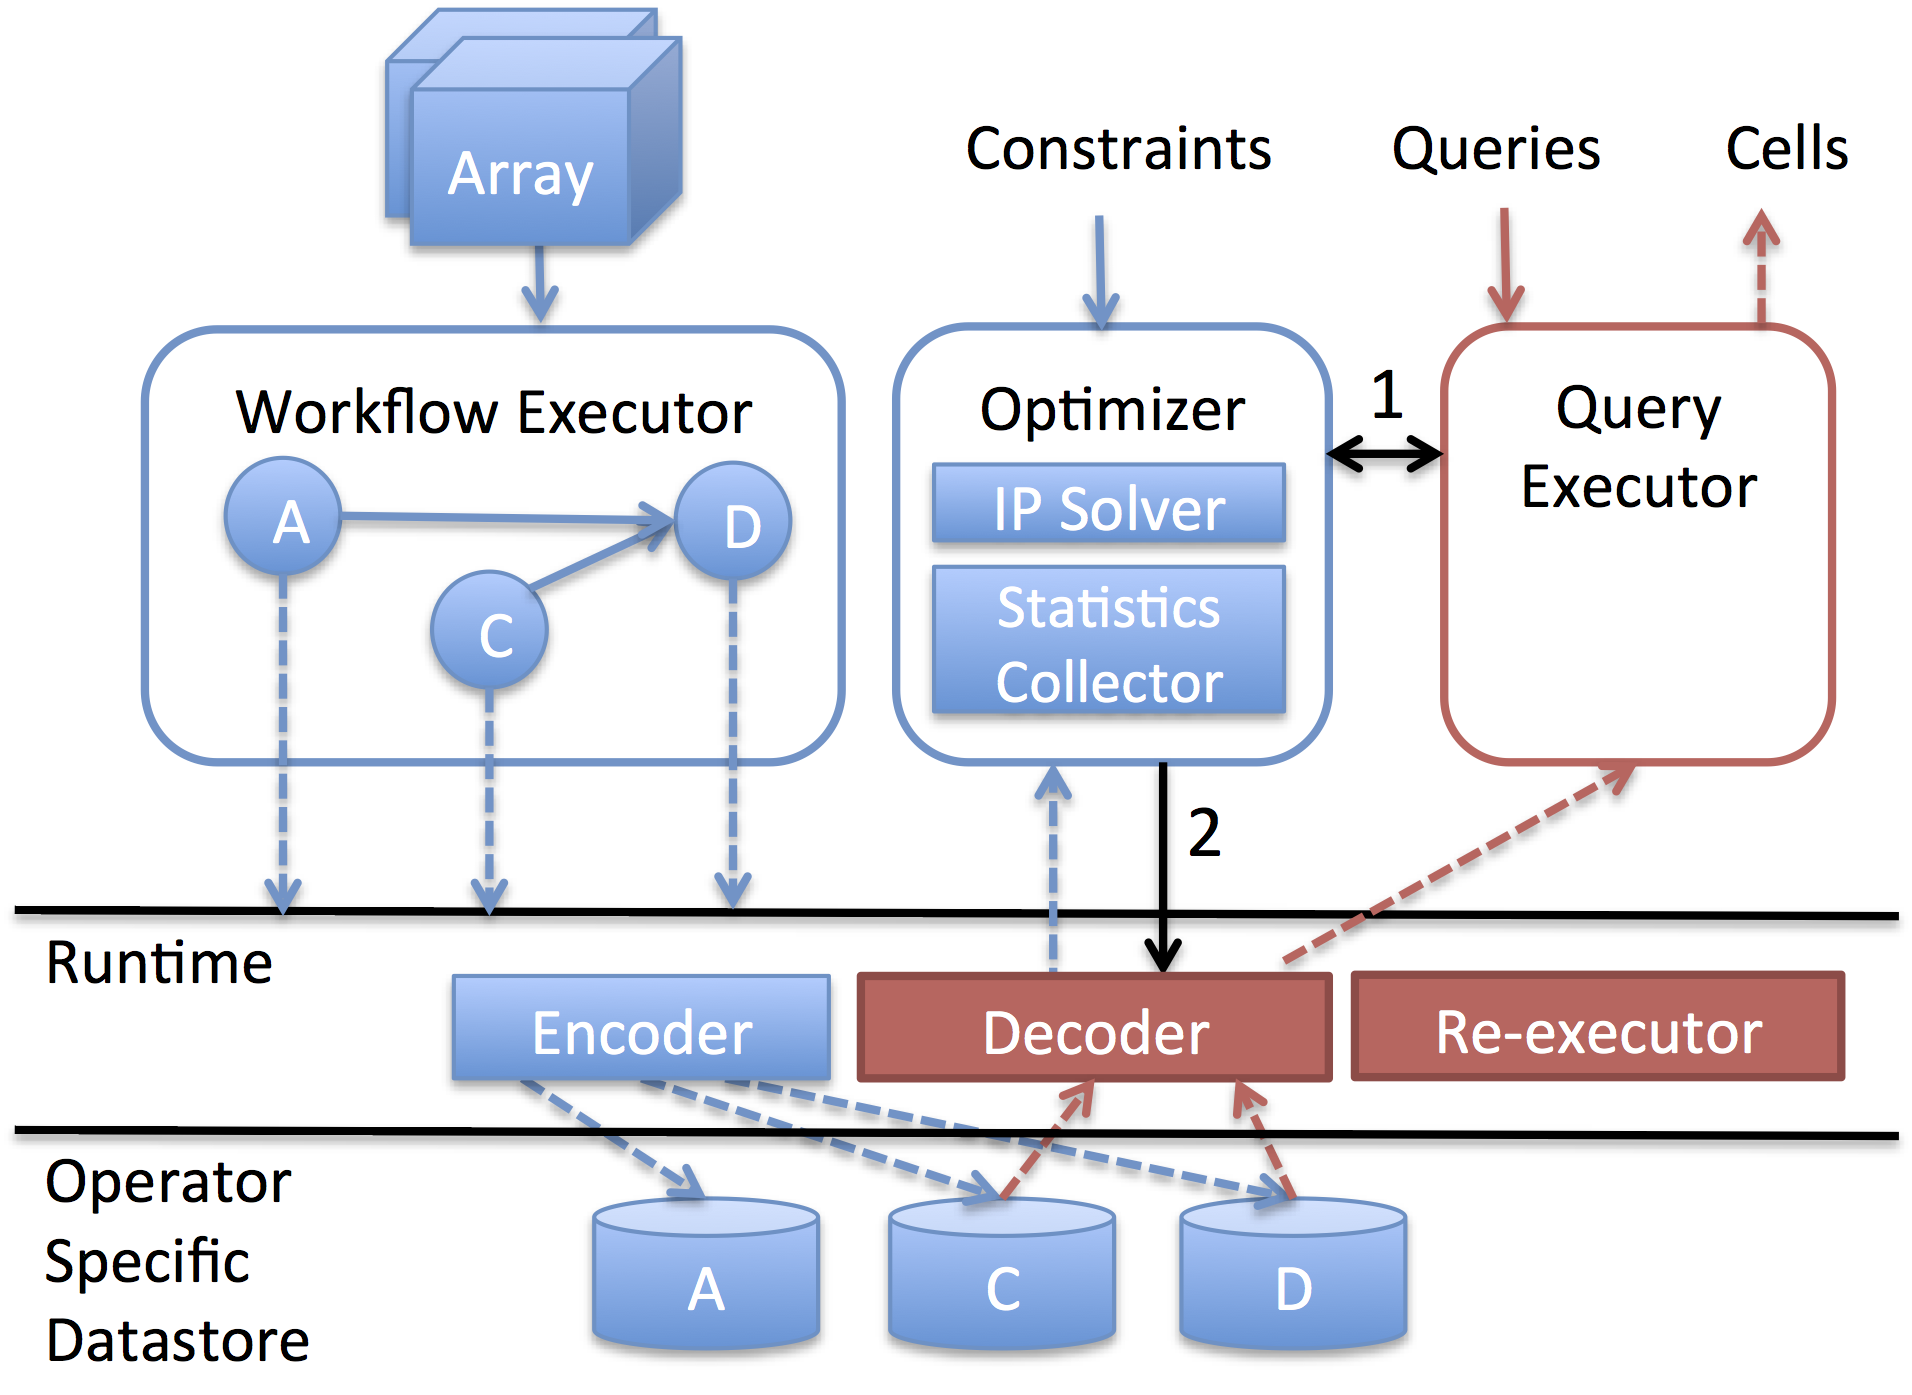 Array
Constraints
Queries
Cells
Workflow Executor
A
D
C
Optimizer
IP Solver
Statistics
Collector
1
Query
Executor
2
Runtime
Encoder
Decoder
Re-executor
Operator
Specific
Datastore
A
C
D